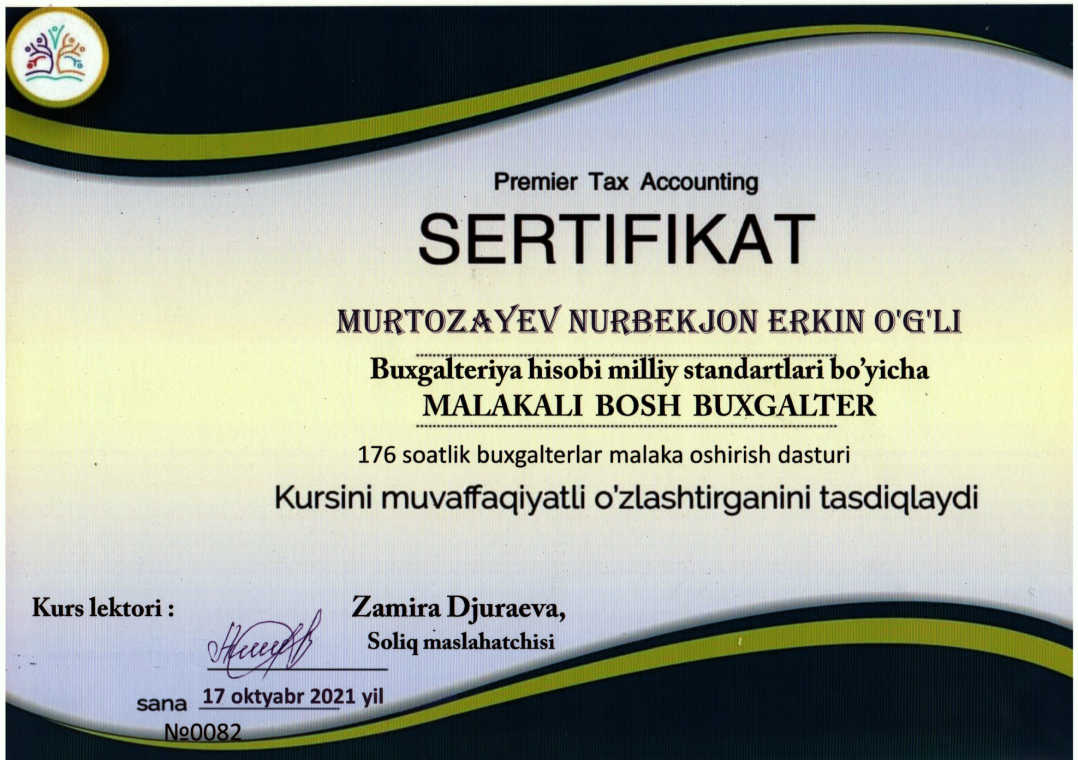 Premier Tax Accounting
SERTIFIKAT
MURTOZAYEV NURBEKJON ERKIN O'G'LI
Buxgalteriya hisobi milliy standartlari bo’yicha
MALAKALI BOSH BUXGALTER
176 soatlik buxgalterlar malaka oshirish dasturi
Kursini muvaffaqiyatli o'zlashtirganini tasdiqlaydi
Kurs lektori :
Zamira Djuraeva,
Soliq maslahatchisi
sana 17 oktyabr 2021 yil
№0082